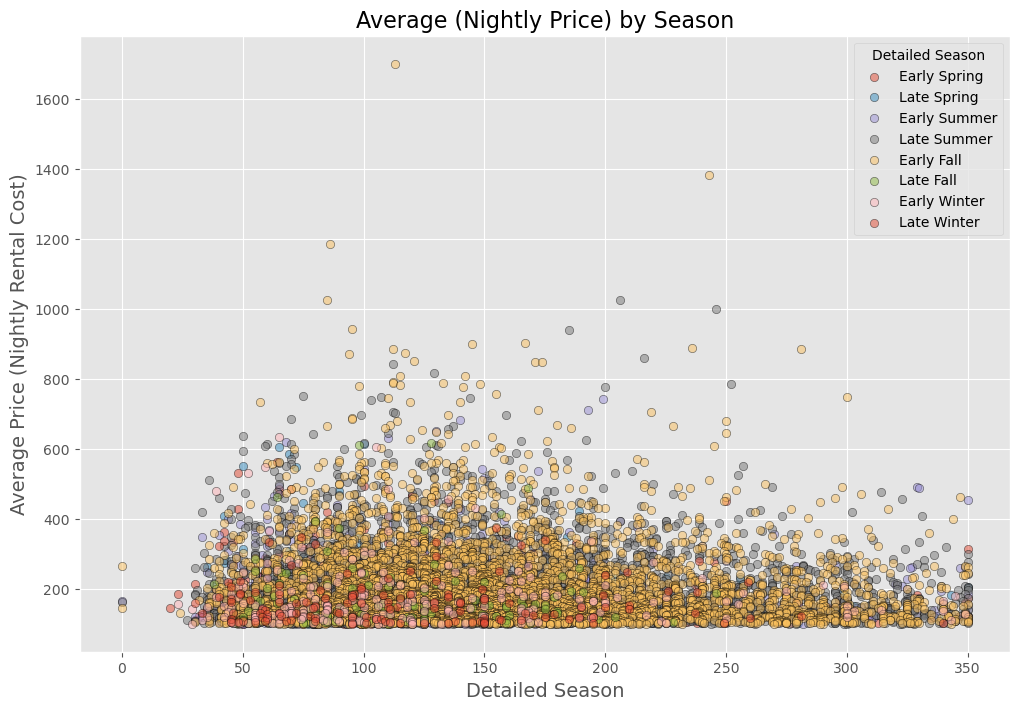 Average (Nightly Price) by Season
Average Price (Nightly Rental Cost)
1600
1400
1200
1000
800
600
400
200
0
50
100
150
200
250
300
350
Detailed Season
Detailed Season
Early Spring
Late Spring
Early Summer
Late Summer
Early Fall
Late Fall
Early Winter
Late Winter